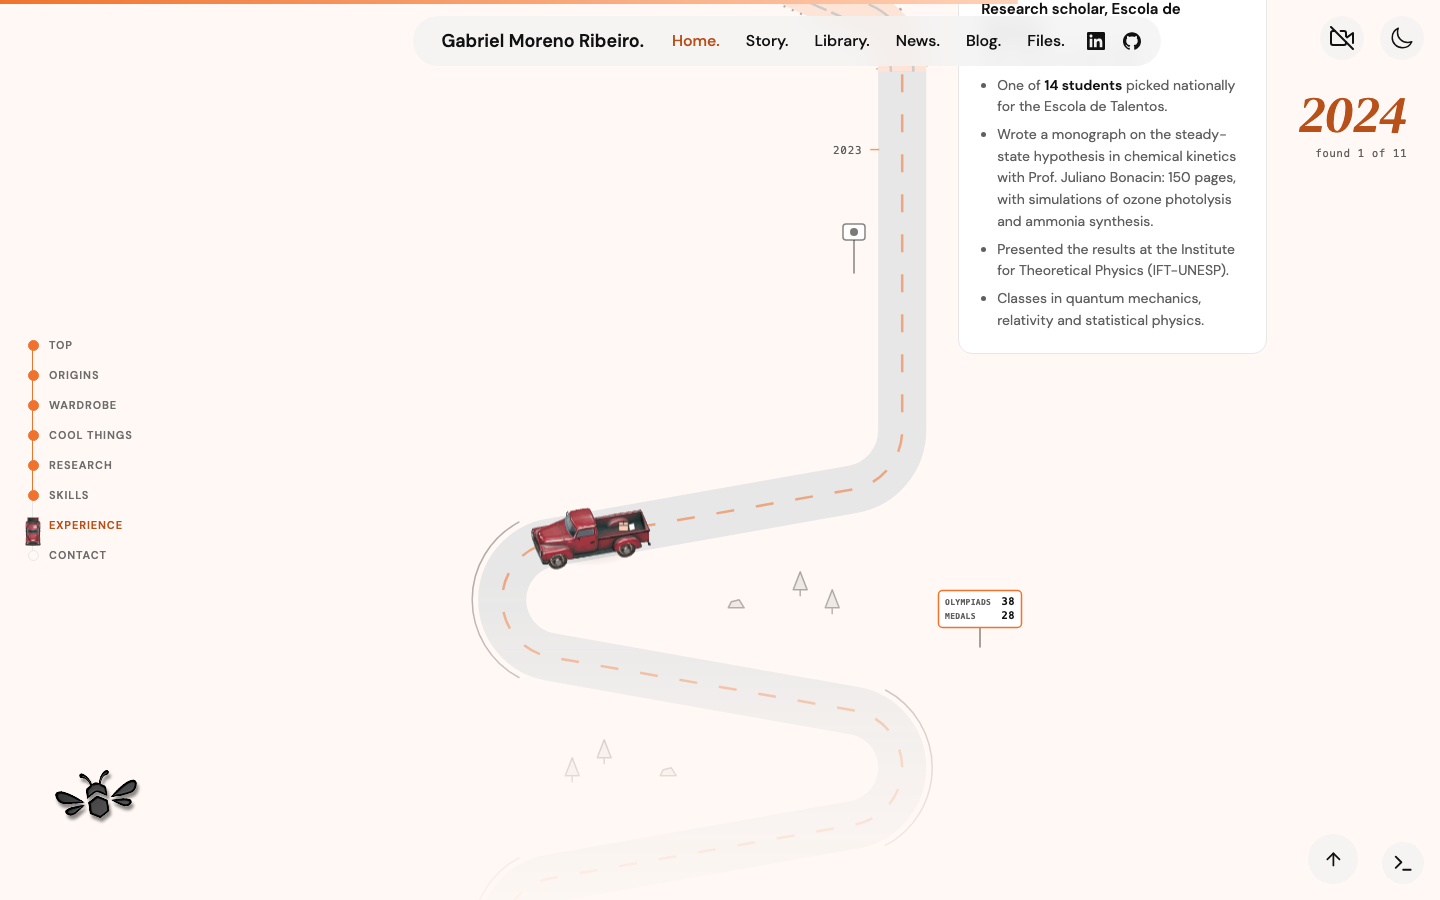 Research scholar, Escola de
Gabriel Moreno Ribeiro.
Home.
Story.
Library.
News.
Blog.
Files.
One of 14 students picked nationally
for the Escola de Talentos.
Wrote a monograph on the steady-
state hypothesis in chemical kinetics
with Prof. Juliano Bonacin: 150 pages,
with simulations of ozone photolysis
and ammonia synthesis.
Presented the results at the Institute
for Theoretical Physics (IFT-UNESP).
Classes in quantum mechanics,
relativity and statistical physics.
2024
found 1 of 11
2023
TOP
ORIGINS
WARDROBE
COOL THINGS
RESEARCH
SKILLS
EXPERIENCE
CONTACT
OLYMPIADS 38
MEDALS 28